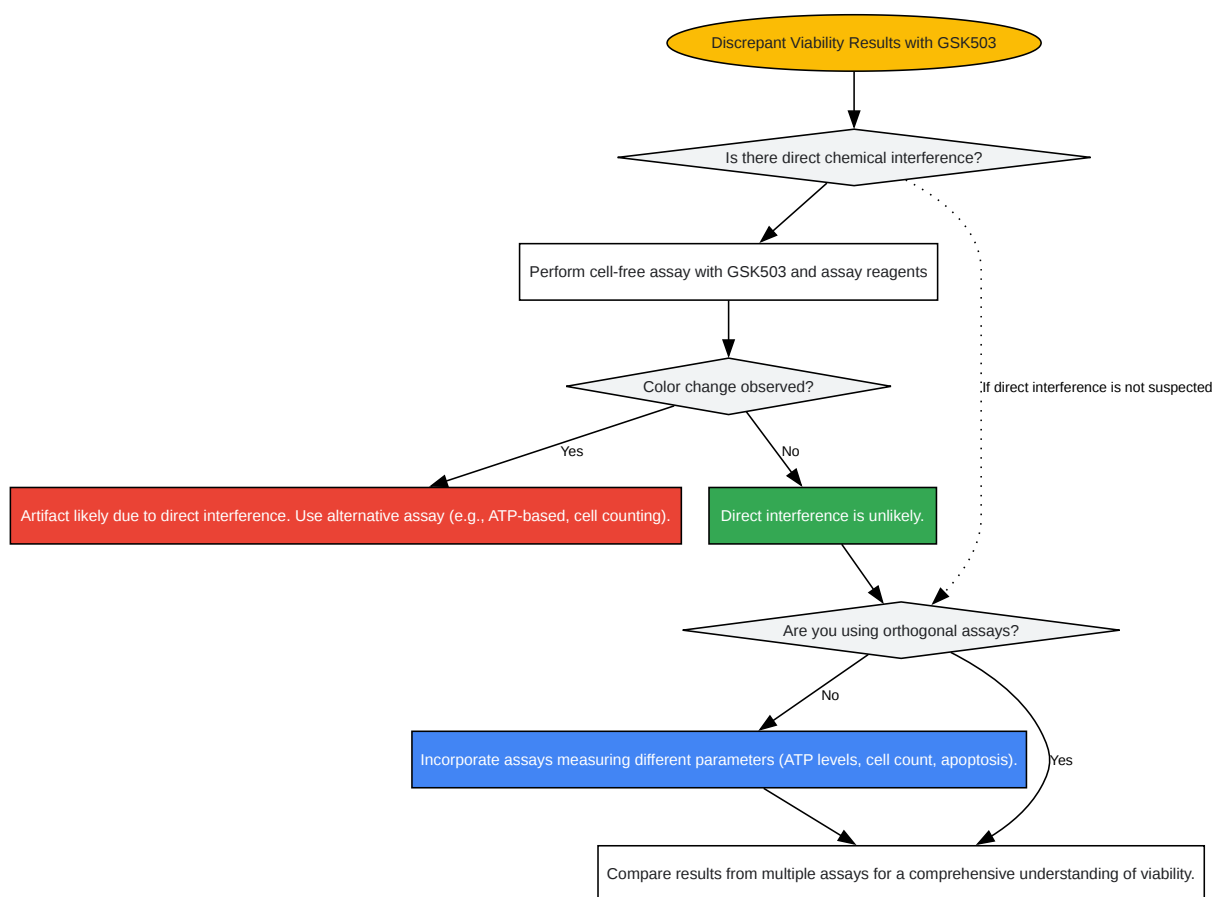 Discrepant Viability Results with GSK503
Is there direct chemical interference?
Perform cell-free assay with GSK503 and assay reagents
Color change observed?
If direct interference is not suspected
Yes
No
Artifact likely due to direct interference. Use alternative assay (e.g., ATP-based, cell counting).
Direct interference is unlikely.
Are you using orthogonal assays?
No
Incorporate assays measuring different parameters (ATP levels, cell count, apoptosis).
Yes
Compare results from multiple assays for a comprehensive understanding of viability.